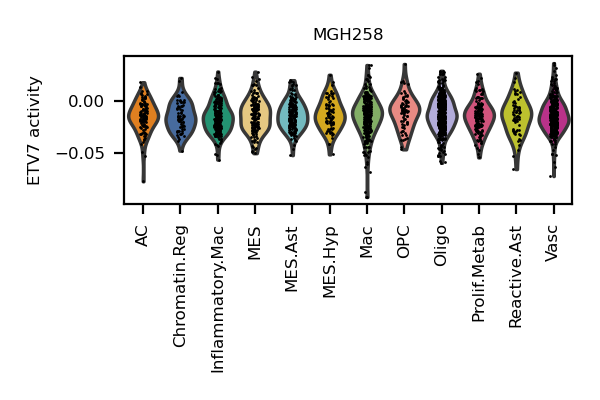 MGH258
ETV7 activity
0.00
−0.05
AC
Chromatin.Reg
Inflammatory.Mac
MES
MES.Ast
MES.Hyp
Mac
OPC
Oligo
Prolif.Metab
Reactive.Ast
Vasc